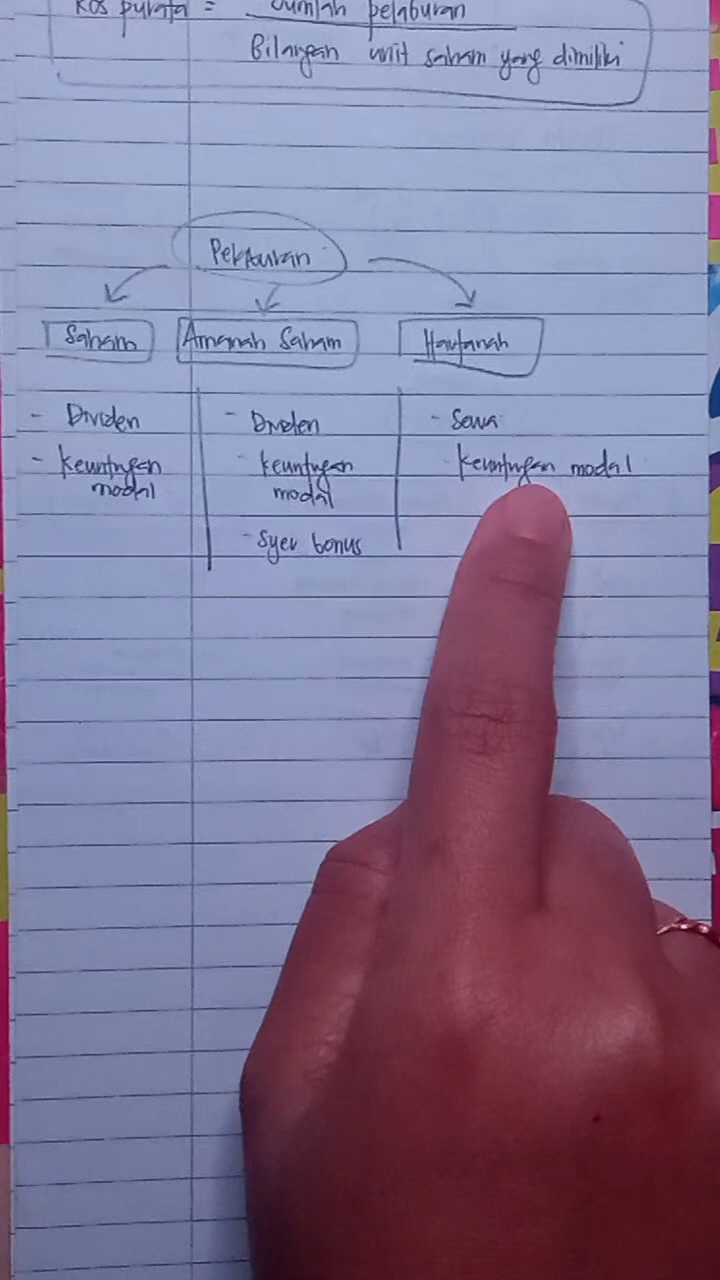 Kos purata = Jumlah pelaburan
Bilangan unit saham yang dimiliki
Pelaburan
Saham
Amanah Saham
Hartanah
- Dividen
- keuntungan
modal
- Dividen
- keuntungan
modal
- Syer bonus
- Sewa
- keuntungan modal